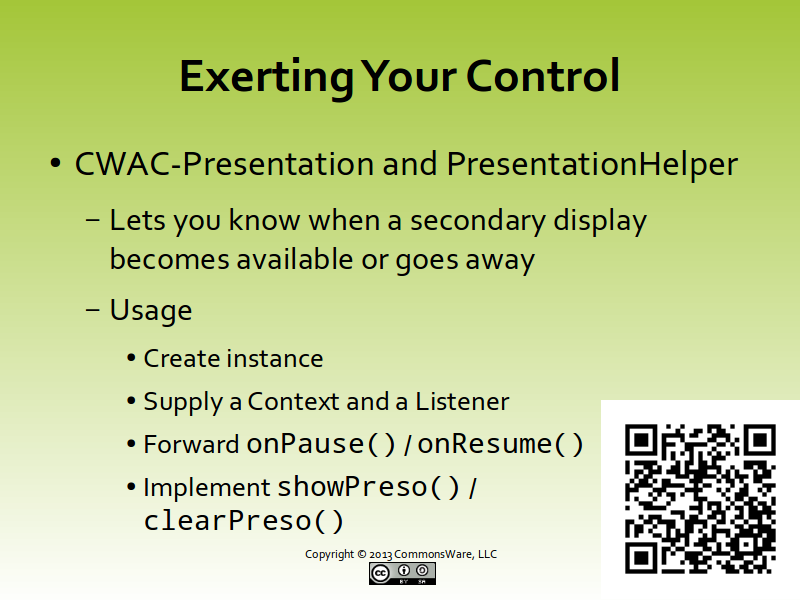 Exerting Your Control
• CWAC-Presentation and PresentationHelper
– Lets you know when a secondary display
becomes available or goes away
– Usage
• Create instance
• Supply a Context and a Listener
• Forward onPause() / onResume()
• Implement showPreso() /
clearPreso()
Copyright © 2013 CommonsWare, LLC
cc BY SA